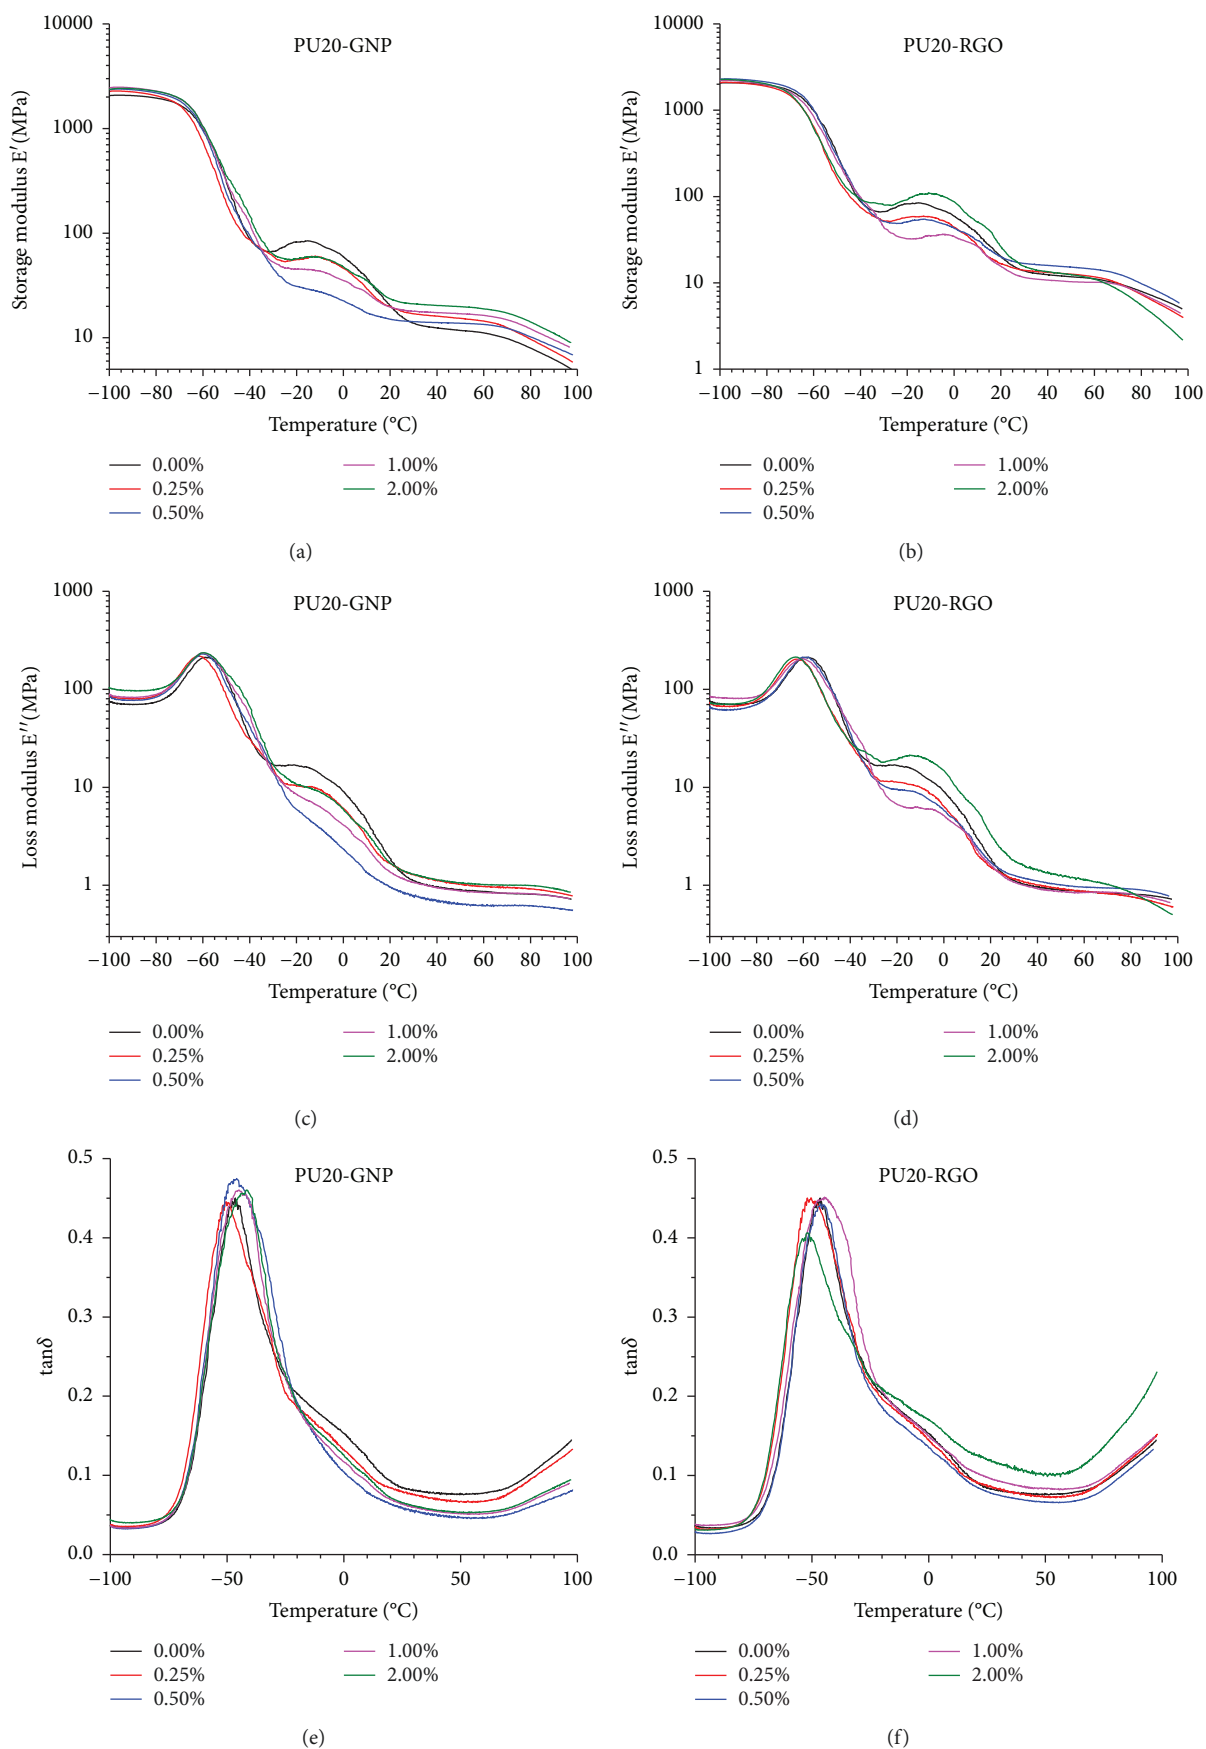 PU20-GNP
Storage modulus E′ (MPa)
10000
1000
100
10
−100 −80 −60 −40 −20 0 20 40 60 80 100
Temperature (°C)
0.00% 1.00%
0.25% 2.00%
0.50%
(a)
PU20-RGO
Storage modulus E′ (MPa)
10000
1000
100
10
1
−100 −80 −60 −40 −20 0 20 40 60 80 100
Temperature (°C)
0.00% 1.00%
0.25% 2.00%
0.50%
(b)
PU20-GNP
Loss modulus E′′ (MPa)
1000
100
10
1
−100 −80 −60 −40 −20 0 20 40 60 80 100
Temperature (°C)
0.00% 1.00%
0.25% 2.00%
0.50%
(c)
PU20-RGO
Loss modulus E′′ (MPa)
1000
100
10
1
−100 −80 −60 −40 −20 0 20 40 60 80 100
Temperature (°C)
0.00% 1.00%
0.25% 2.00%
0.50%
(d)
PU20-GNP
tanδ
0.5
0.4
0.3
0.2
0.1
0.0
−100 −50 0 50 100
Temperature (°C)
0.00% 1.00%
0.25% 2.00%
0.50%
(e)
PU20-RGO
tanδ
0.5
0.4
0.3
0.2
0.1
0.0
−100 −50 0 50 100
Temperature (°C)
0.00% 1.00%
0.25% 2.00%
0.50%
(f)